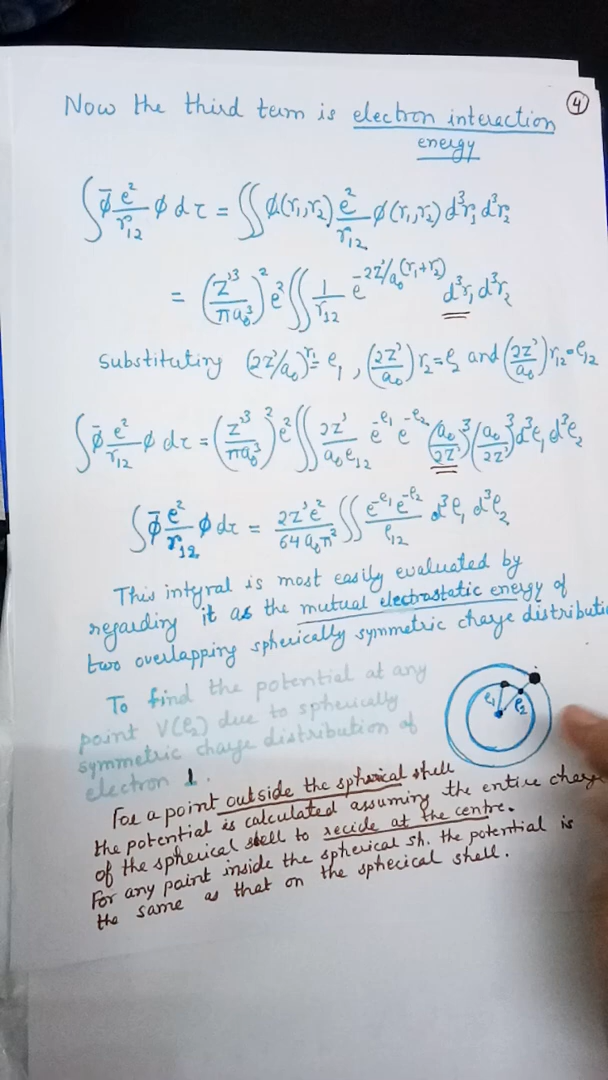 ④
Now the third term is electron interaction
energy
∫φ̄ e²/r₁₂ φ dτ = ∬φ(r₁,r₂) e²/r₁₂ φ(r₁,r₂) d³r₁ d³r₂
= (Z'³/πa₀³)² e² ∬ 1/r₁₂ e^(-2Z'/a₀(r₁+r₂)) d³r₁ d³r₂
Substituting (2Z'/a₀)r₁ = ρ₁, (2Z'/a₀) r₂ = ρ₂ and (2Z'/a₀)r₁₂ = ρ₁₂
∫φ̄ e²/r₁₂ φ dτ = (Z'³/πa₀³)² e² ∬ 2Z'/a₀ρ₁₂ e^(-ρ₁) e^(-ρ₂) (a₀/2Z')³ (a₀/2Z')³ d³ρ₁ d³ρ₂
∫φ̄ e²/r₁₂ φ dτ = 2Z'e²/64a₀π² ∬ e^(-ρ₁) e^(-ρ₂)/ρ₁₂ d³ρ₁ d³ρ₂
This integral is most easily evaluated by
regarding it as the mutual electrostatic energy of
two overlapping spherically symmetric charge distributi
To find the potential at any
point V(ρ₂) due to spherically
symmetric charge distribution of
electron 1.
ρ₁ ρ₂
For a point outside the spherical shell
the potential is calculated assuming the entire charge
of the spherical shell to recide at the centre.
For any point inside the spherical sh. the potential is
the same as that on the spherical shell.